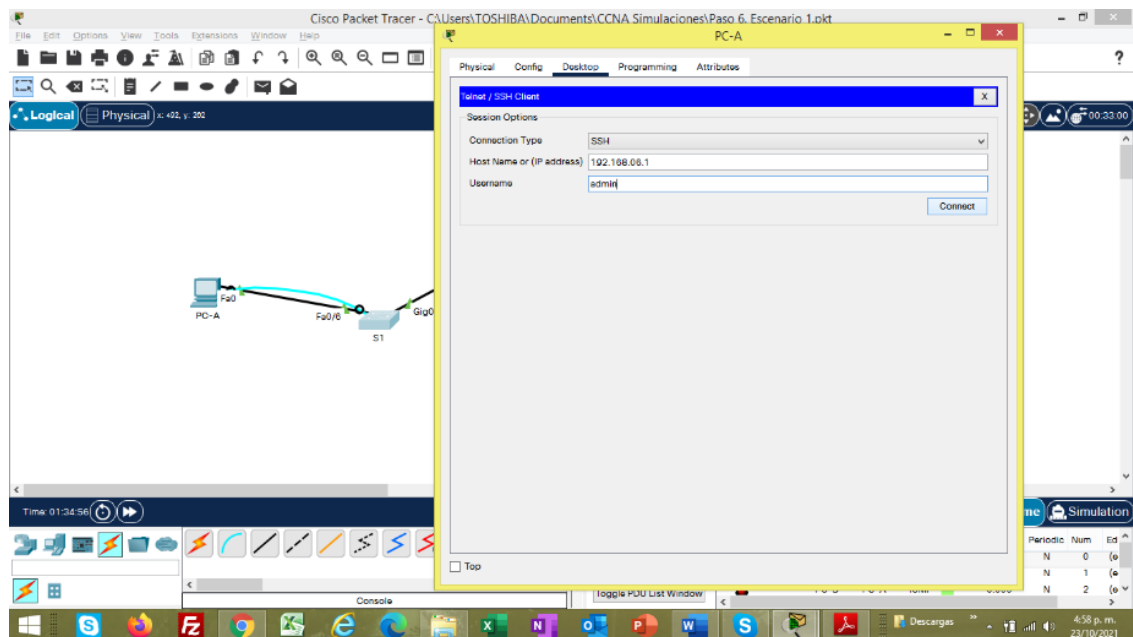 Cisco Packet Tracer - C:\Users\TOSHIBA\Documents\CCNA Simulaciones\Paso 6. Escenario 1.pkt
File Edit Options View Tools Extensions Window Help
PC-A
Physical Config Desktop Programming Attributes
Telnet / SSH Client
X
Session Options
Connection Type SSH
Host Name or (IP address) 192.168.06.1
Username admin
Connect
Logical Physical x: 492, y: 202
00:33:00
Fa0
PC-A
Fa0/6
S1
Gig0
Time: 01:34:56
Simulation
Top
Periodic Num Ed
N 0
N 1
N 2
Console
Toggle PDU List Window
Descargas
4:58 p. m.
23/10/2021